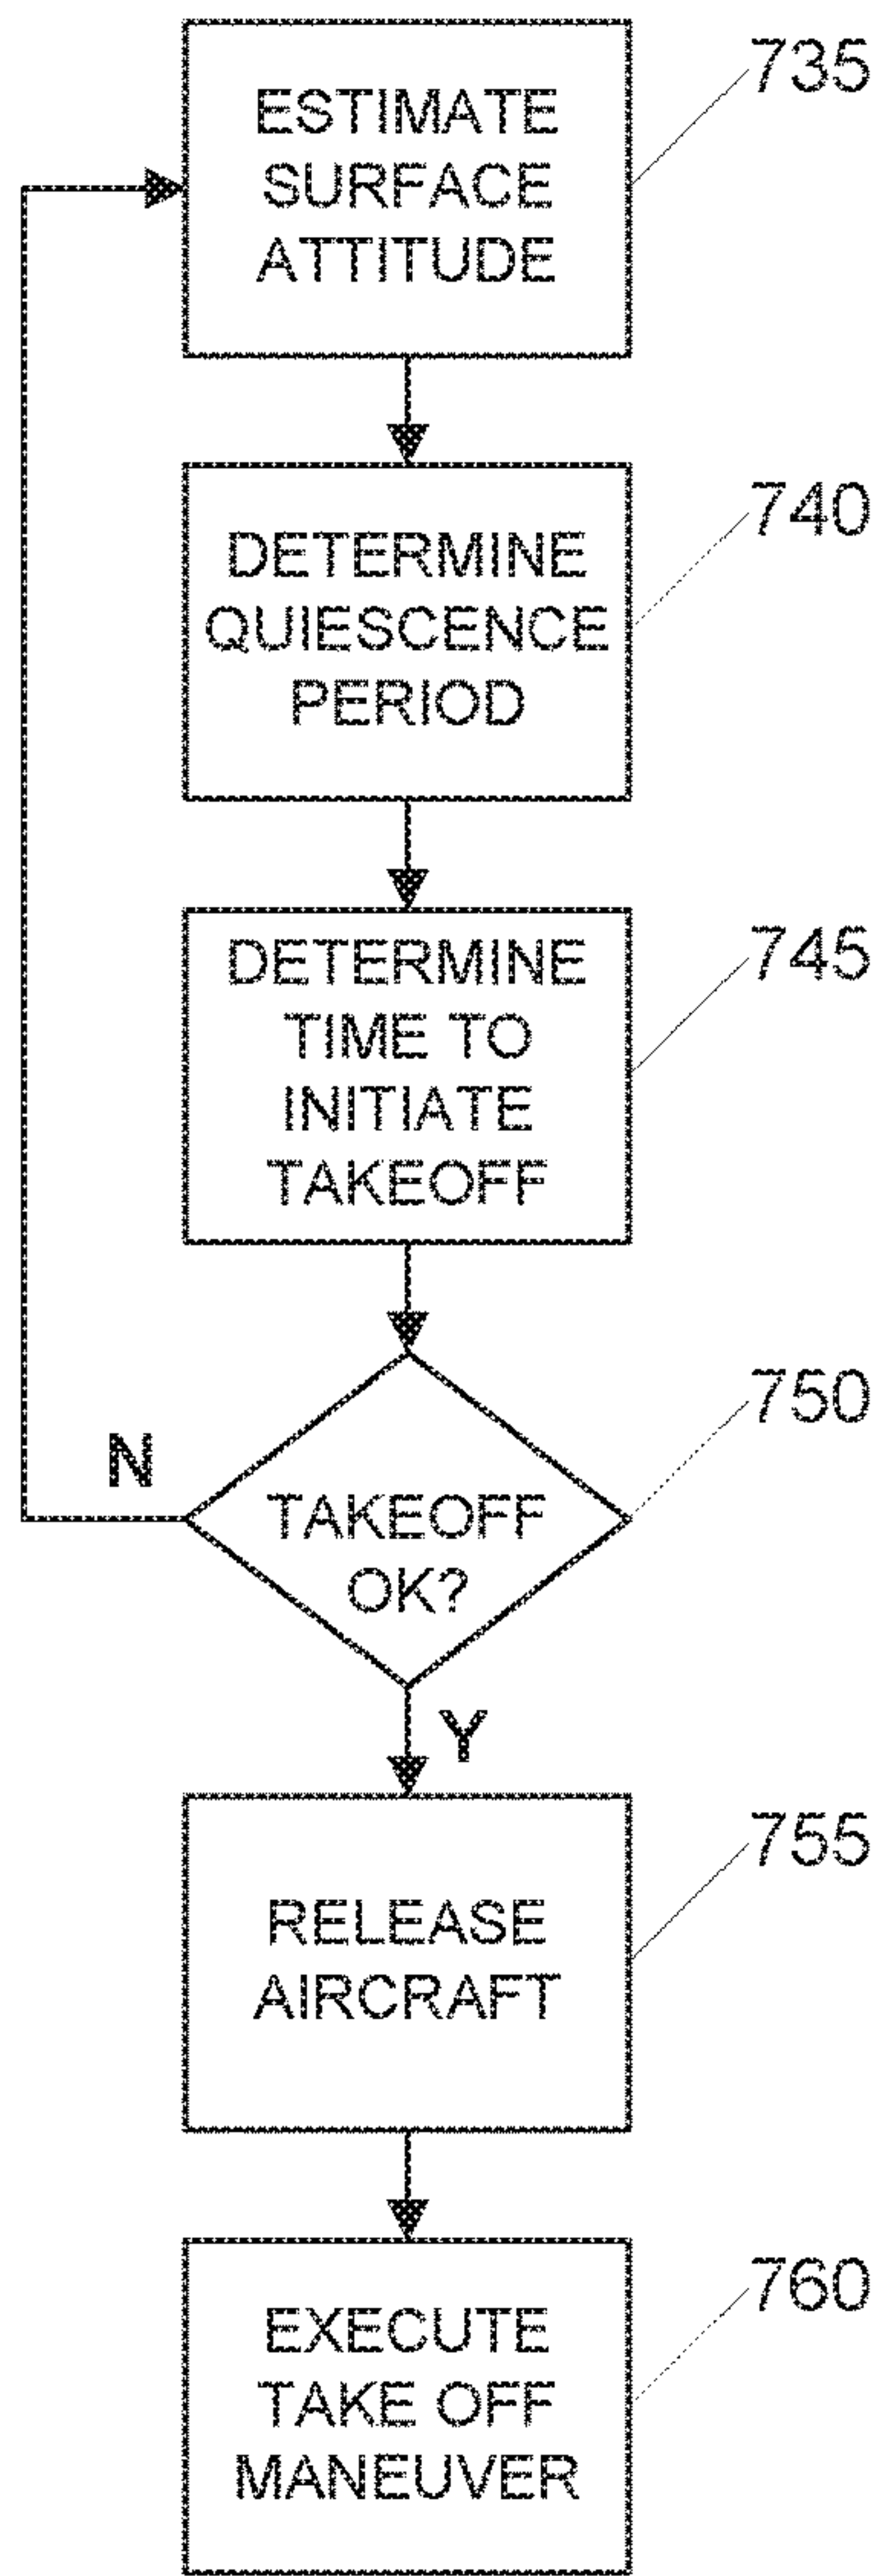 735
ESTIMATE
SURFACE
ATTITUDE
740
DETERMINE
QUIESCENCE
PERIOD
745
DETERMINE
TIME TO
INITIATE
TAKEOFF
750
N
TAKEOFF
OK?
Y
755
RELEASE
AIRCRAFT
760
EXECUTE
TAKE OFF
MANEUVER